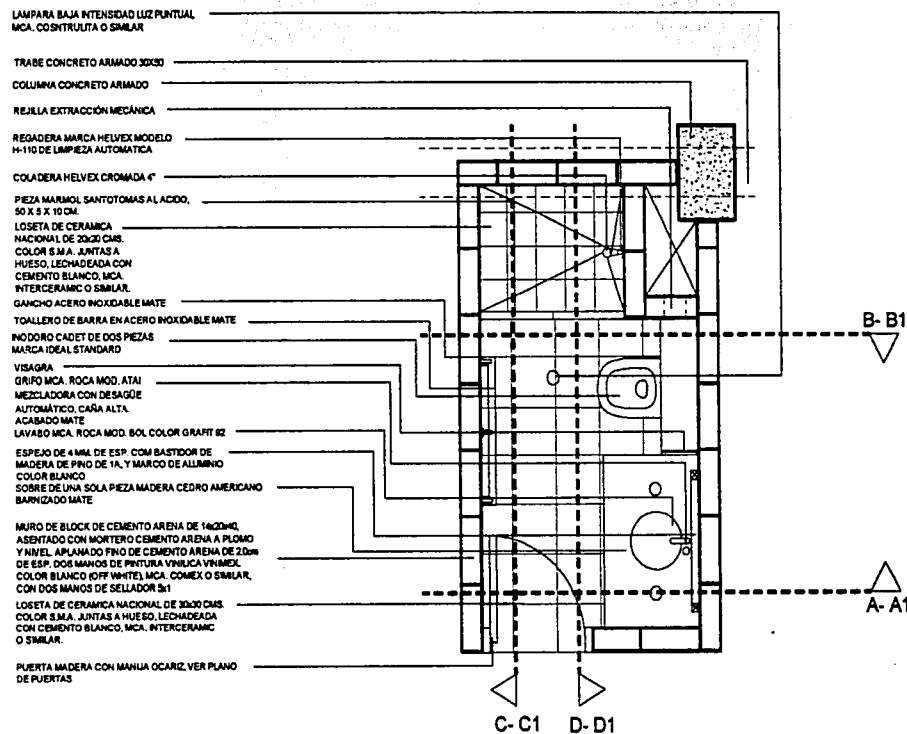 LAMPARA BAJA INTENSIDAD LUZ PUNTUAL
MCA. COSNTRULITA O SIMILAR
TRABE CONCRETO ARMADO 30X50
COLUMNA CONCRETO ARMADO
REJILLA EXTRACCIÓN MECÁNICA
REGADERA MARCA HELVEX MODELO
H-110 DE LIMPIEZA AUTOMATICA
COLADERA HELVEX CROMADA 4"
PIEZA MARMOL SANTOTOMAS AL ACIDO,
50 X 5 X 10 CM.
LOSETA DE CERAMICA
NACIONAL DE 20x20 CMS.
COLOR S.M.A. JUNTAS A
HUESO, LECHADEADA CON
CEMENTO BLANCO, MCA.
INTERCERAMIC O SIMILAR.
GANCHO ACERO INOXIDABLE MATE
TOALLERO DE BARRA EN ACERO INOXIDABLE MATE
INODORO CADET DE DOS PIEZAS
MARCA IDEAL STANDARD
VISAGRA
GRIFO MCA. ROCA MOD. ATAI
MEZCLADORA CON DESAGÜE
AUTOMÁTICO, CAÑA ALTA.
ACABADO MATE
LAVABO MCA. ROCA MOD. BOL COLOR GRAFIT 92
ESPEJO DE 4 MM. DE ESP. COM BASTIDOR DE
MADERA DE PINO DE 1A, Y MARCO DE ALUMINIO
COLOR BLANCO
SOBRE DE UNA SOLA PIEZA MADERA CEDRO AMERICANO
BARNIZADO MATE
MURO DE BLOCK DE CEMENTO ARENA DE 14x20x40,
ASENTADO CON MORTERO CEMENTO ARENA A PLOMO
Y NIVEL. APLANADO FINO DE CEMENTO ARENA DE 2.0cm
DE ESP. DOS MANOS DE PINTURA VINILICA VINIMEX
COLOR BLANCO (OFF WHITE), MCA. COMEX O SIMILAR,
CON DOS MANOS DE SELLADOR 5x1
LOSETA DE CERAMICA NACIONAL DE 30x30 CMS.
COLOR S.M.A. JUNTAS A HUESO, LECHADEADA
CON CEMENTO BLANCO, MCA. INTERCERAMIC
O SIMILAR.
PUERTA MADERA CON MANIJA OCARIZ, VER PLANO
DE PUERTAS
B- B1
A- A1
C- C1
D- D1